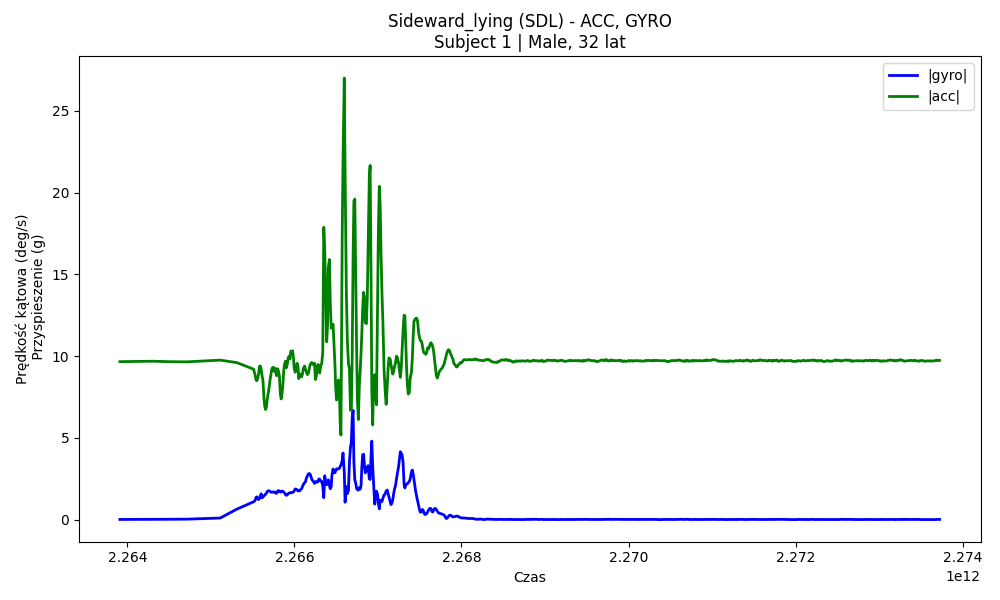 Sideward_lying (SDL) - ACC, GYRO
Subject 1 | Male, 32 lat
|gyro|
|acc|
Prędkość kątowa (deg/s)
Przyspieszenie (g)
25
20
15
10
5
0
2.264
2.266
2.268
2.270
2.272
2.274
1e12
Czas